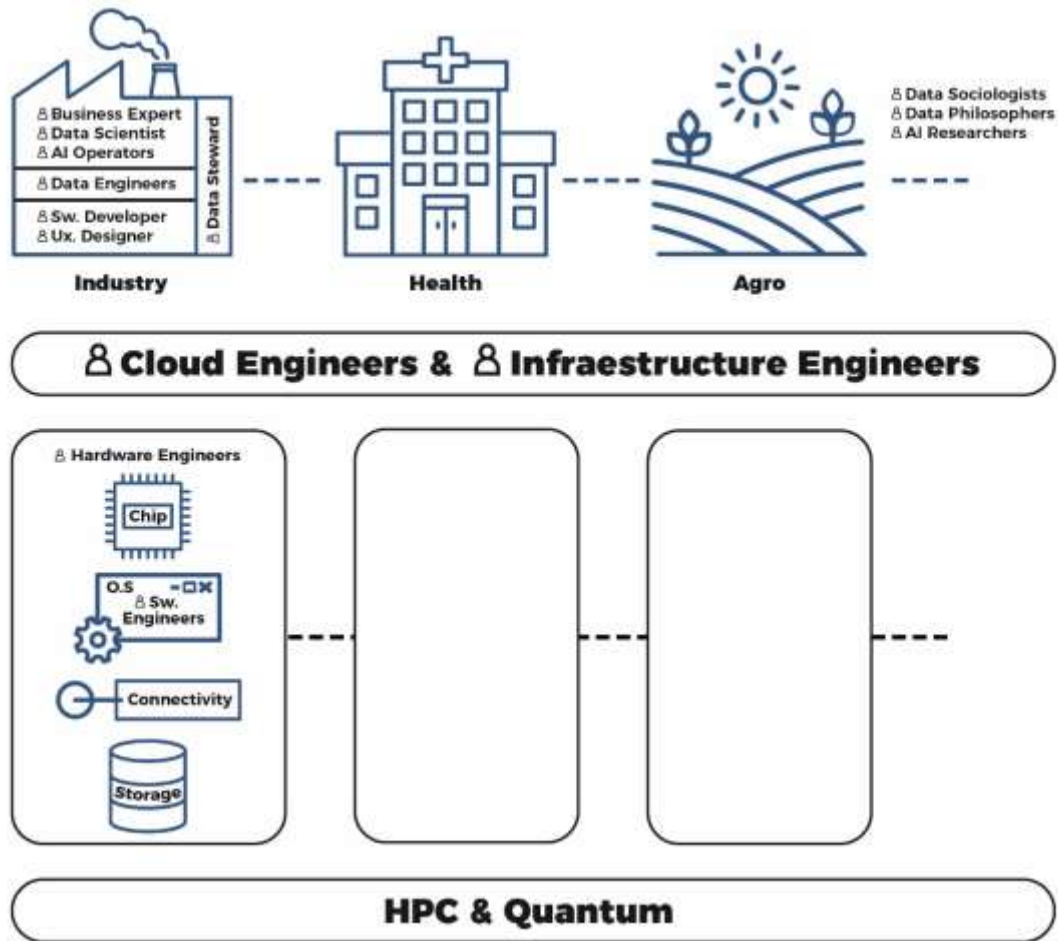 Business Expert
Data Scientist
AI Operators
Data Engineers
Sw. Developer
Ux. Designer
Data Steward
Data Sociologists
Data Philosophers
AI Researchers
Industry
Health
Agro
Cloud Engineers & Infraestructure Engineers
Hardware Engineers
Chip
O.S
Sw.
Engineers
Connectivity
Storage
HPC & Quantum